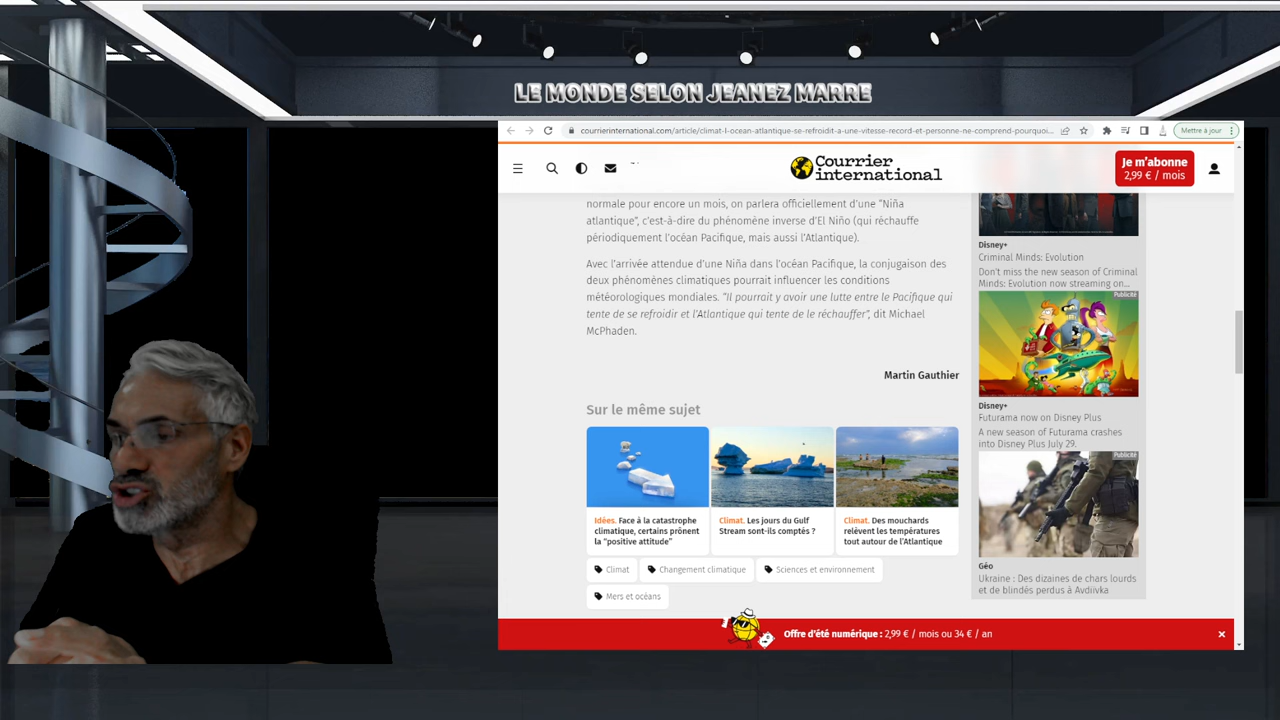 LE MONDE SELON JEANEZ MARRE
courrierinternational.com/article/climat-l-ocean-atlantique-se-refroidit-a-une-vitesse-record-et-personne-ne-comprend-pourquoi...
Mettre à jour
Courrier
international
Je m'abonne
2,99 € / mois
normale pour encore un mois, on parlera officiellement d'une "Niña
atlantique", c'est-à-dire du phénomène inverse d'El Niño (qui réchauffe
périodiquement l'océan Pacifique, mais aussi l'Atlantique).
Avec l'arrivée attendue d'une Niña dans l'océan Pacifique, la conjugaison des
deux phénomènes climatiques pourrait influencer les conditions
météorologiques mondiales. "Il pourrait y avoir une lutte entre le Pacifique qui
tente de se refroidir et l'Atlantique qui tente de le réchauffer", dit Michael
McPhaden.
Martin Gauthier
Sur le même sujet
Idées. Face à la catastrophe
climatique, certains prônent
la "positive attitude"
Climat. Les jours du Gulf
Stream sont-ils comptés ?
Climat. Des mouchards
relèvent les températures
tout autour de l'Atlantique
Climat
Changement climatique
Sciences et environnement
Mers et océans
Disney+
Criminal Minds: Evolution
Don't miss the new season of Criminal
Minds: Evolution now streaming on...
Publicité
Disney+
Futurama now on Disney Plus
A new season of Futurama crashes
into Disney Plus July 29.
Publicité
Géo
Ukraine : Des dizaines de chars lourds
et de blindés perdus à Avdiivka
Offre d'été numérique : 2,99 € / mois ou 34 € / an